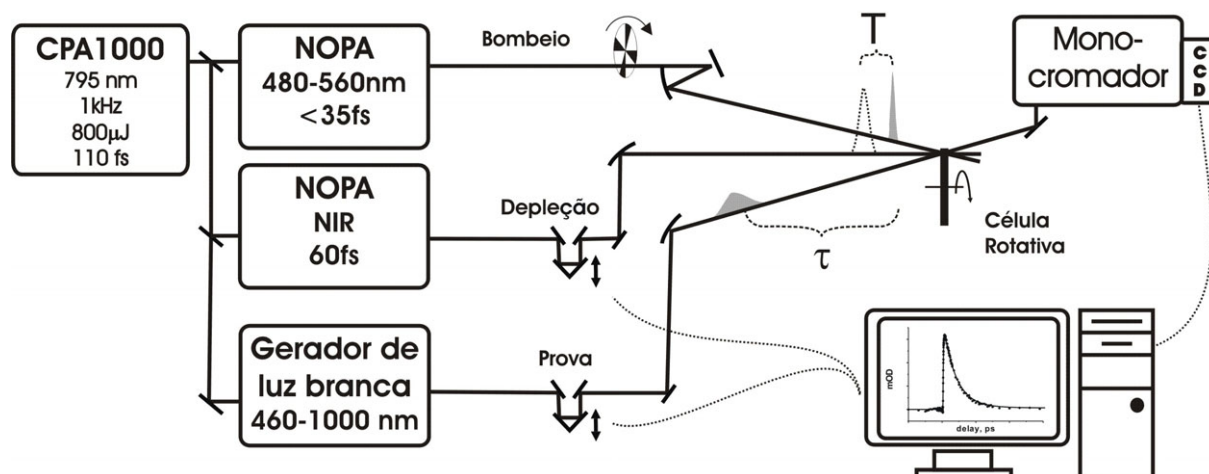 CPA1000
795 nm
1kHz
800µJ
110 fs
NOPA
480-560nm
<35fs
Bombeio
T
Mono-
cromador
C
C
D
NOPA
NIR
60fs
Depleção
τ
Célula
Rotativa
Gerador de
luz branca
460-1000 nm
Prova
mOD
delay, ps